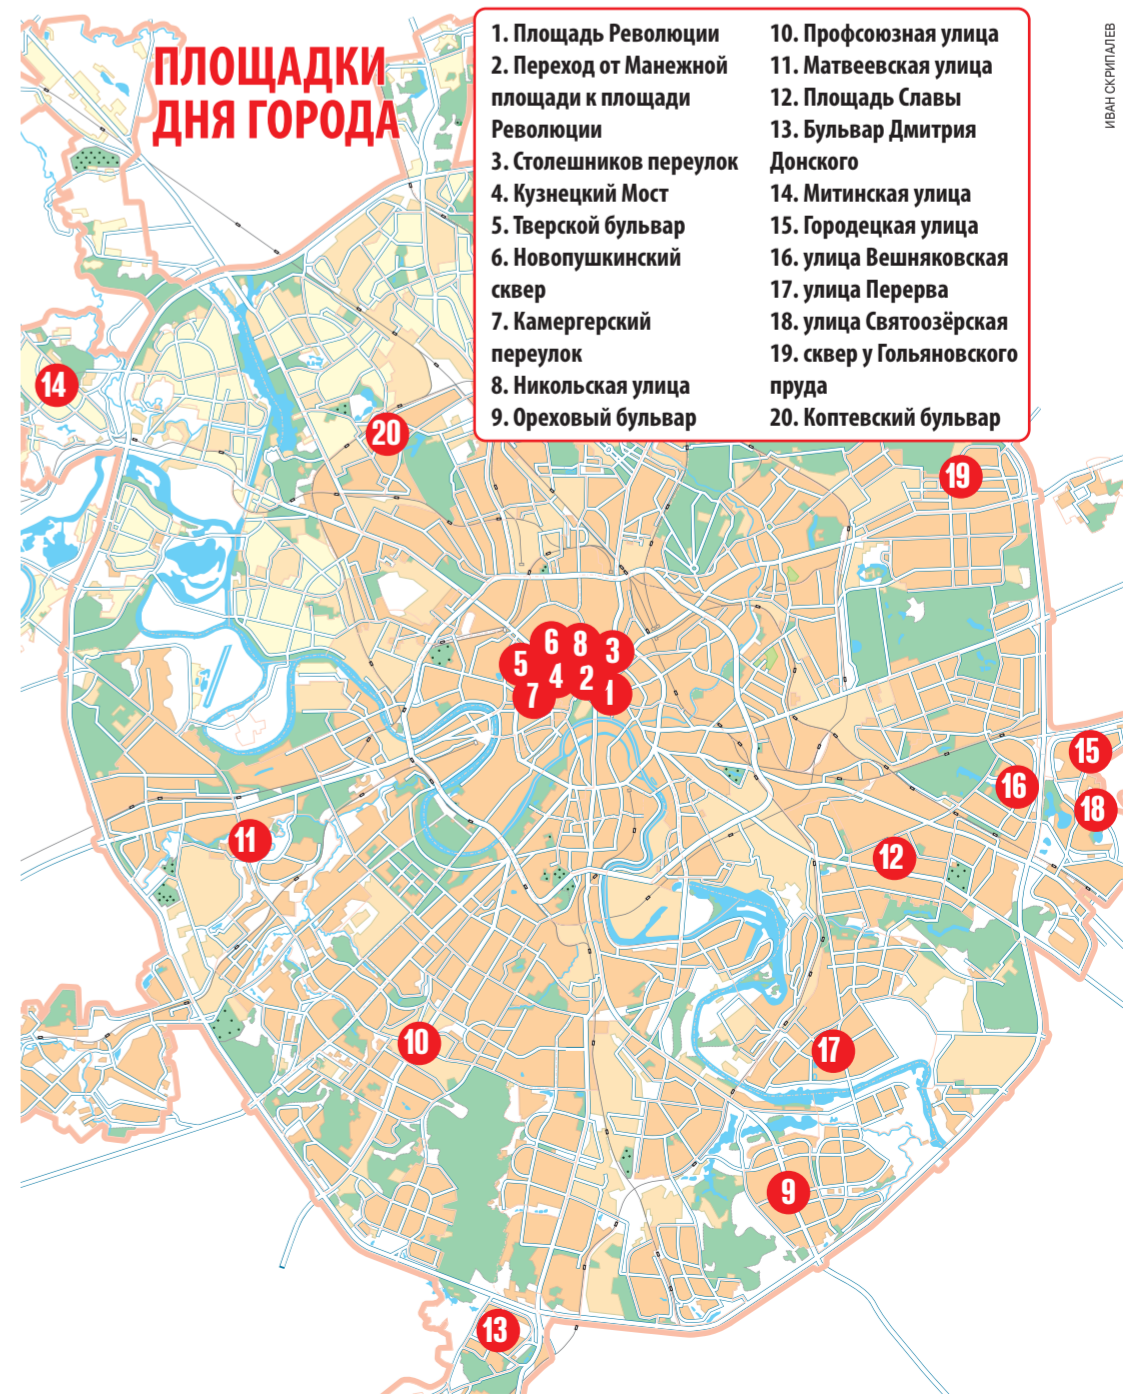 ПЛОЩАДКИ
ДНЯ ГОРОДА
1. Площадь Революции
2. Переход от Манежной
площади к площади
Революции
3. Столешников переулок
4. Кузнецкий Мост
5. Тверской бульвар
6. Новопушкинский
сквер
7. Камергерский
переулок
8. Никольская улица
9. Ореховый бульвар
10. Профсоюзная улица
11. Матвеевская улица
12. Площадь Славы
13. Бульвар Дмитрия
Донского
14. Митинская улица
15. Городецкая улица
16. улица Вешняковская
17. улица Перерва
18. улица Святоозёрская
19. сквер у Гольяновского
пруда
20. Коптевский бульвар
ИВАН СКРИПАЛЕВ
14
20
19
6
8
3
5
4
2
7
1
15
16
18
11
12
10
17
9
13